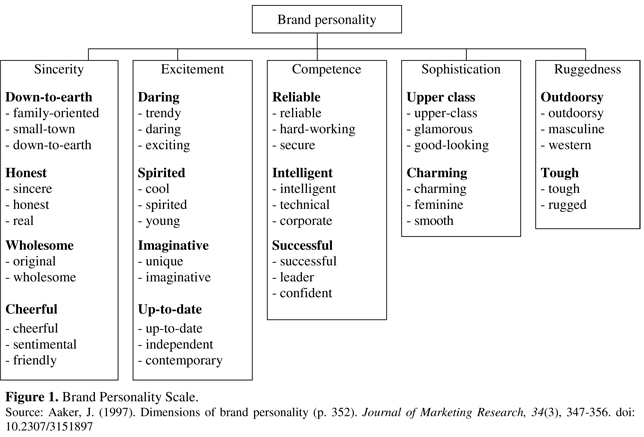 Brand personality
Sincerity
Down-to-earth
- family-oriented
- small-town
- down-to-earth
Honest
- sincere
- honest
- real
Wholesome
- original
- wholesome
Cheerful
- cheerful
- sentimental
- friendly
Excitement
Daring
- trendy
- daring
- exciting
Spirited
- cool
- spirited
- young
Imaginative
- unique
- imaginative
Up-to-date
- up-to-date
- independent
- contemporary
Competence
Reliable
- reliable
- hard-working
- secure
Intelligent
- intelligent
- technical
- corporate
Successful
- successful
- leader
- confident
Sophistication
Upper class
- upper-class
- glamorous
- good-looking
Charming
- charming
- feminine
- smooth
Ruggedness
Outdoorsy
- outdoorsy
- masculine
- western
Tough
- tough
- rugged
Figure 1. Brand Personality Scale.
Source: Aaker, J. (1997). Dimensions of brand personality (p. 352). Journal of Marketing Research, 34(3), 347-356. doi:
10.2307/3151897